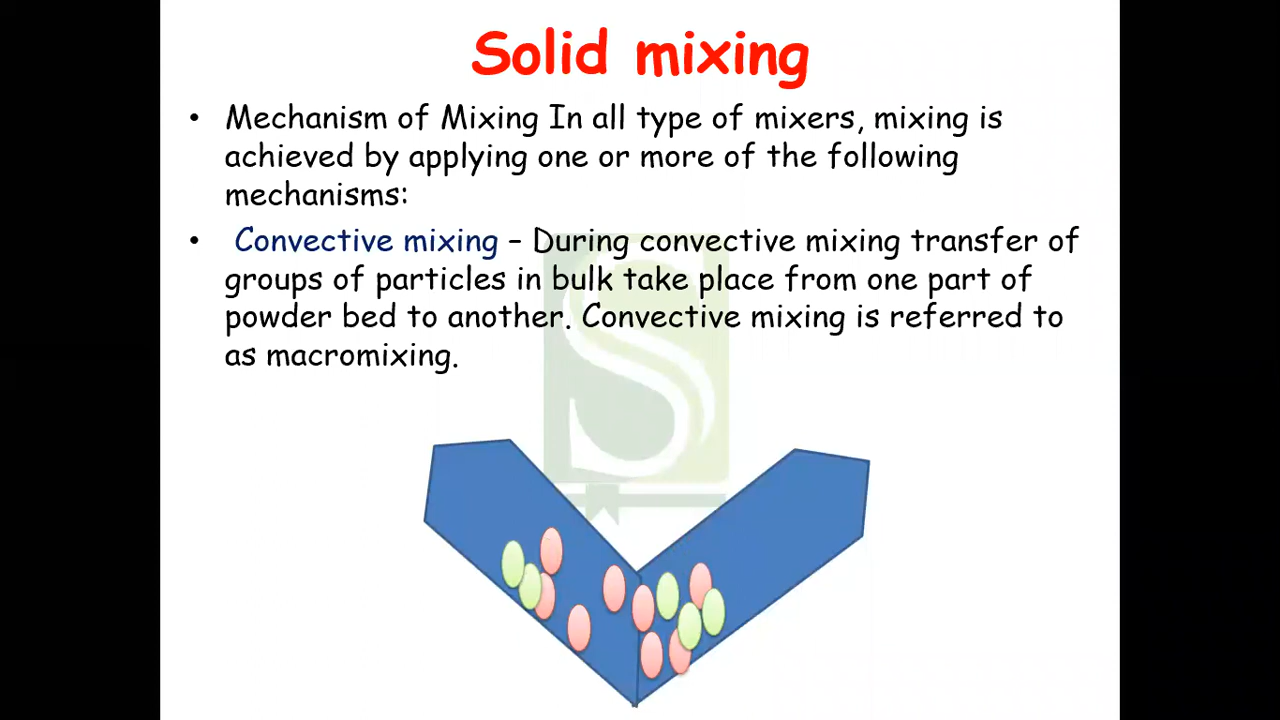 Solid mixing
• Mechanism of Mixing In all type of mixers, mixing is
achieved by applying one or more of the following
mechanisms:
• Convective mixing – During convective mixing transfer of
groups of particles in bulk take place from one part of
powder bed to another. Convective mixing is referred to
as macromixing.